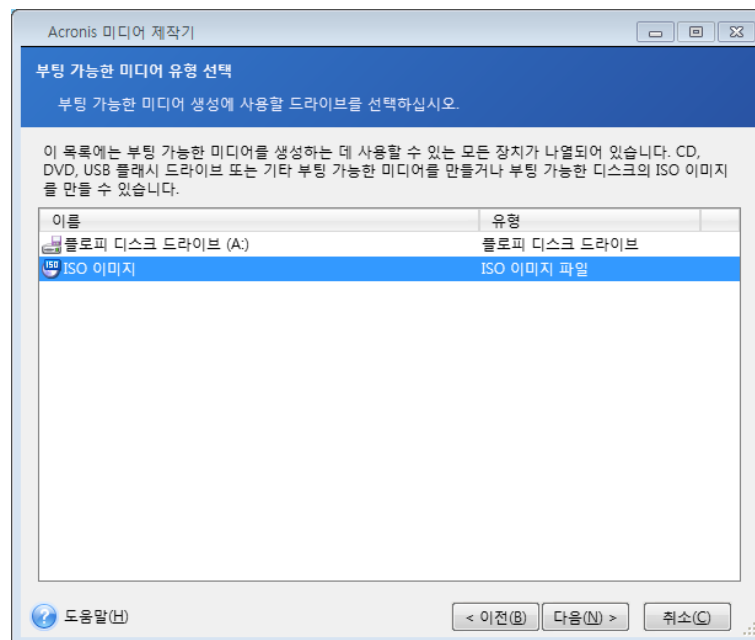 Acronis 미디어 제작기
부팅 가능한 미디어 유형 선택
부팅 가능한 미디어 생성에 사용할 드라이브를 선택하십시오.
이 목록에는 부팅 가능한 미디어를 생성하는 데 사용할 수 있는 모든 장치가 나열되어 있습니다. CD,
DVD, USB 플래시 드라이브 또는 기타 부팅 가능한 미디어를 만들거나 부팅 가능한 디스크의 ISO 이미지
를 만들 수 있습니다.
이름 유형
플로피 디스크 드라이브 (A:) 플로피 디스크 드라이브
ISO ISO 이미지 ISO 이미지 파일
도움말(H) < 이전(B) 다음(N) > 취소(C)